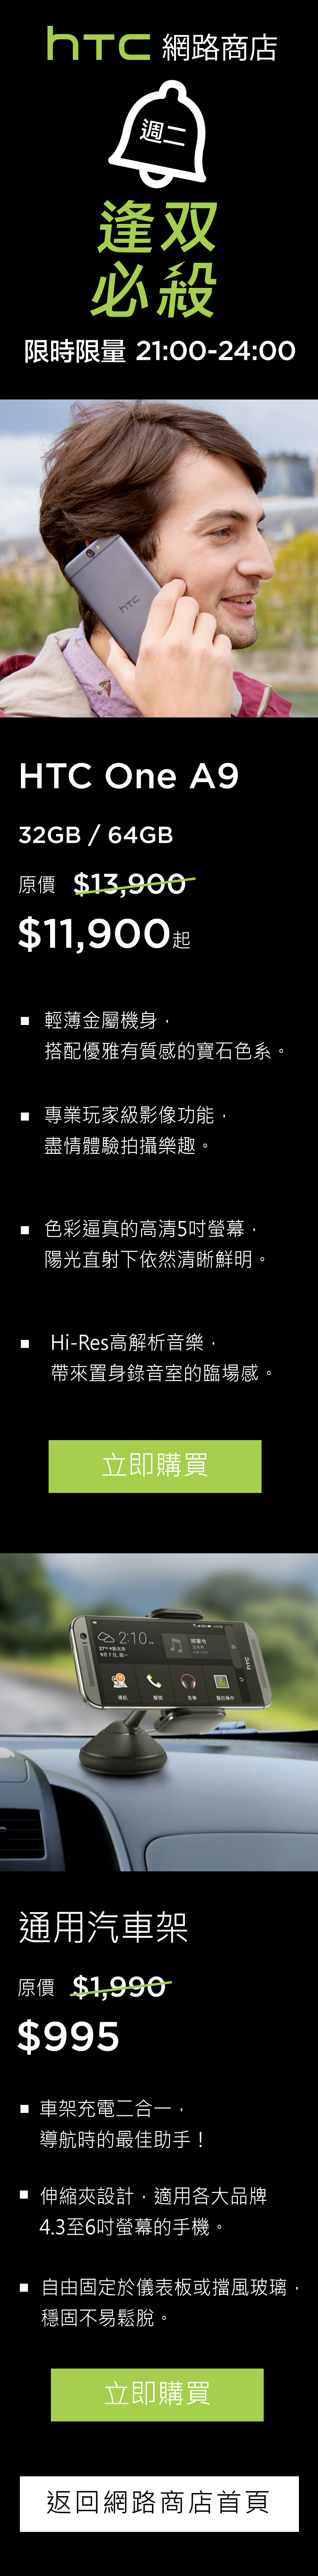 hTC 網路商店
週二
逢双
必殺
限時限量 21:00-24:00
hTC
HTC One A9
32GB / 64GB
原價 $13,900
$11,900起
■ 輕薄金屬機身，
搭配優雅有質感的寶石色系。
■ 專業玩家級影像功能，
盡情體驗拍攝樂趣。
■ 色彩逼真的高清5吋螢幕，
陽光直射下依然清晰鮮明。
■ Hi-Res高解析音樂，
帶來置身錄音室的臨場感。
立即購買
2:10
hTC
通用汽車架
原價 $1,990
$995
■ 車架充電二合一，
導航時的最佳助手！
■ 伸縮夾設計，適用各大品牌
4.3至6吋螢幕的手機。
■ 自由固定於儀表板或擋風玻璃，
穩固不易鬆脫。
立即購買
返回網路商店首頁